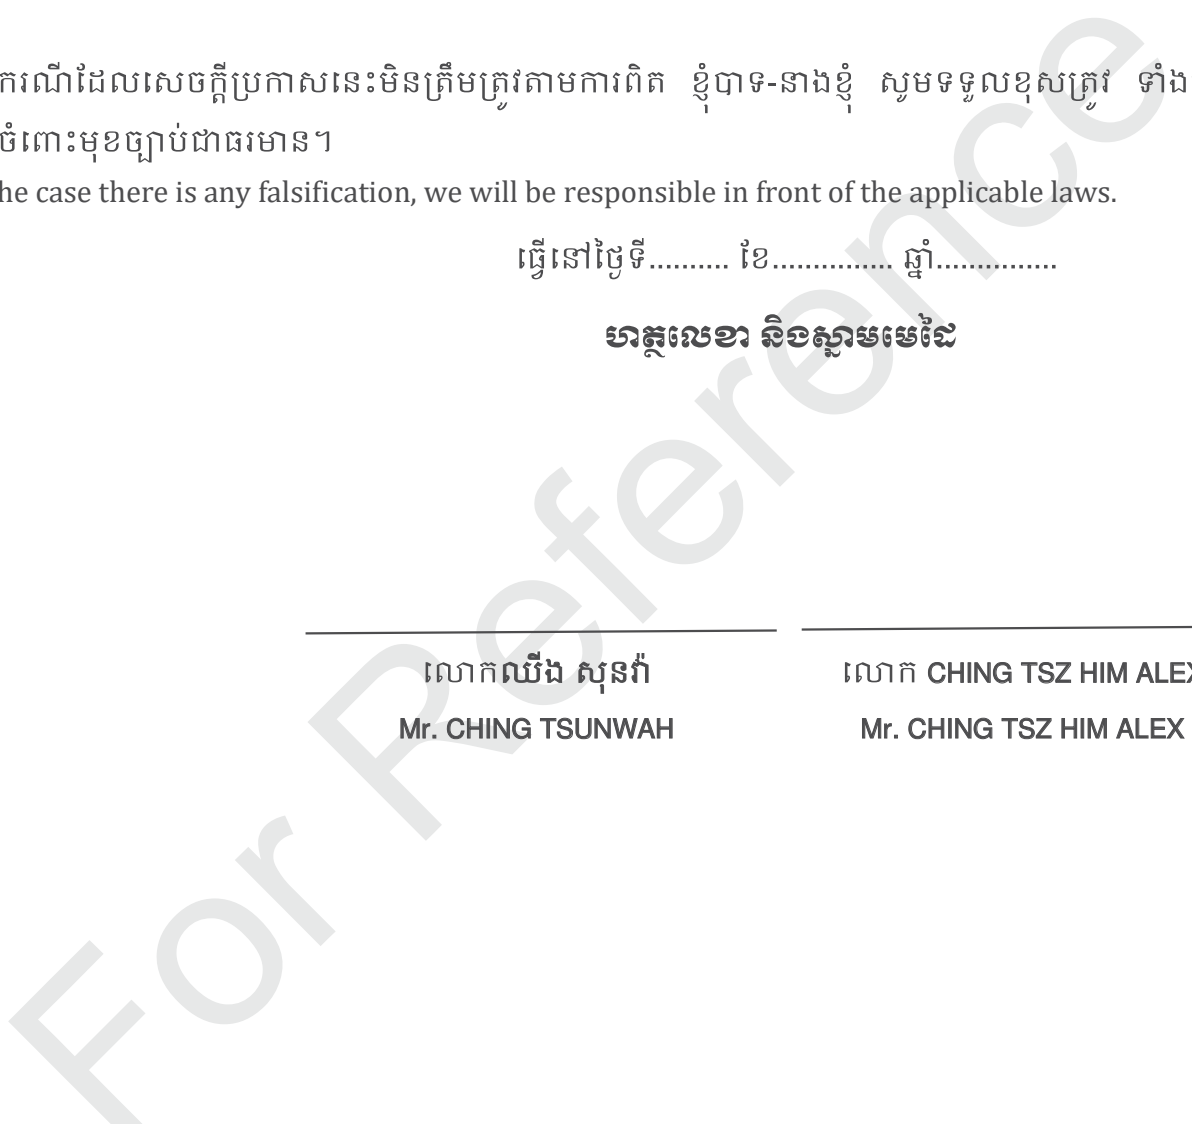 ករណីដែលសេចក្តីប្រកាសនេះមិនត្រឹមត្រូវតាមការពិត ខ្ញុំបាទ-នាងខ្ញុំ សូមទទួលខុសត្រូវ ទាំង
ចំពោះមុខច្បាប់ជាធរមាន។
he case there is any falsification, we will be responsible in front of the applicable laws.
ធ្វើនៅថ្ងៃទី.......... ខែ............... ឆ្នាំ...............
ហត្ថលេខា និងស្នាមមេដៃ
លោកឈីង ស៊ុនវ៉ា
លោក CHING TSZ HIM ALEX
Mr. CHING TSUNWAH
Mr. CHING TSZ HIM ALEX
For Reference